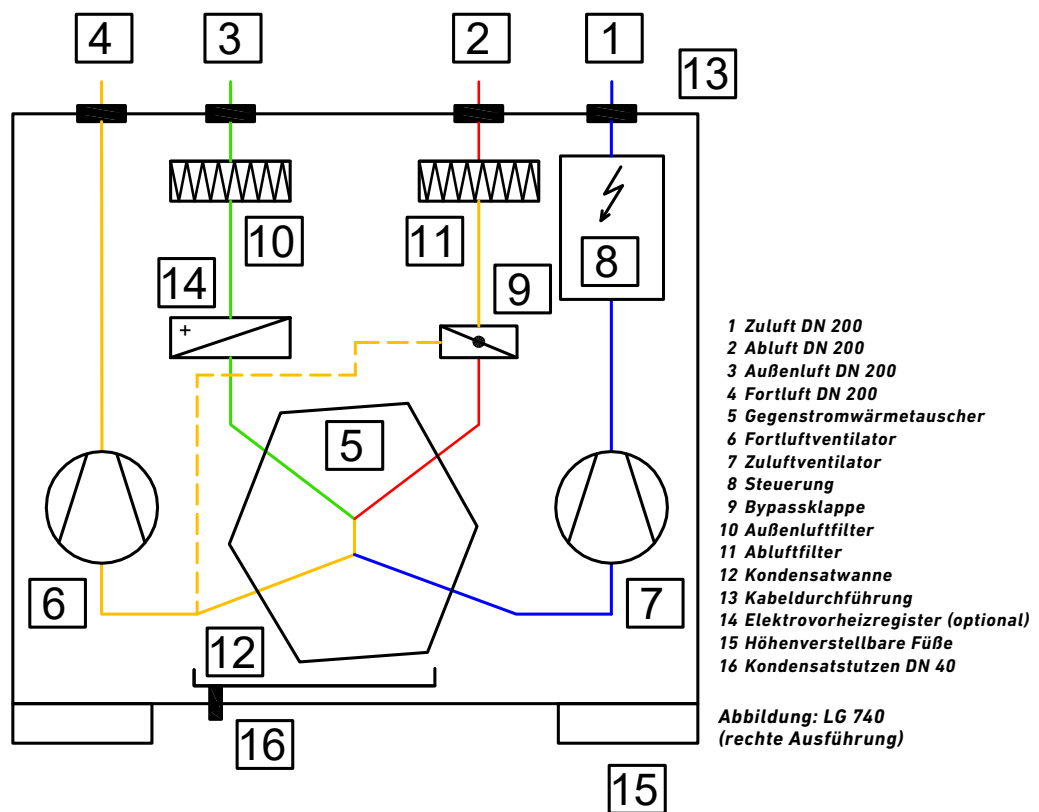 4 3 2 1
13
10 11 8
14 9
5
6 7
12
16
15
+
1 Zuluft DN 200
2 Abluft DN 200
3 Außenluft DN 200
4 Fortluft DN 200
5 Gegenstromwärmetauscher
6 Fortluftventilator
7 Zuluftventilator
8 Steuerung
9 Bypassklappe
10 Außenluftfilter
11 Abluftfilter
12 Kondensatwanne
13 Kabeldurchführung
14 Elektrovorheizregister (optional)
15 Höhenverstellbare Füße
16 Kondensatstutzen DN 40
Abbildung: LG 740
(rechte Ausführung)